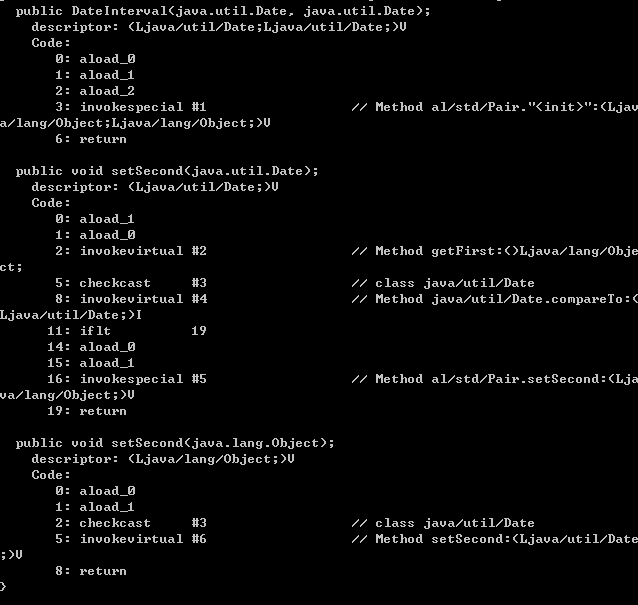 public DateInterval(java.util.Date, java.util.Date);
descriptor: (Ljava/util/Date;Ljava/util/Date;)V
Code:
0: aload_0
1: aload_1
2: aload_2
3: invokespecial #1 // Method al/std/Pair."<init>":(Ljav
a/lang/Object;Ljava/lang/Object;)V
6: return
public void setSecond(java.util.Date);
descriptor: (Ljava/util/Date;)V
Code:
0: aload_1
1: aload_0
2: invokevirtual #2 // Method getFirst:()Ljava/lang/Obje
ct;
5: checkcast #3 // class java/util/Date
8: invokevirtual #4 // Method java/util/Date.compareTo:(
Ljava/util/Date;)I
11: iflt 19
14: aload_0
15: aload_1
16: invokespecial #5 // Method al/std/Pair.setSecond:(Lja
va/lang/Object;)V
19: return
public void setSecond(java.lang.Object);
descriptor: (Ljava/lang/Object;)V
Code:
0: aload_0
1: aload_1
2: checkcast #3 // class java/util/Date
5: invokevirtual #6 // Method setSecond:(Ljava/util/Date
;)V
8: return
}